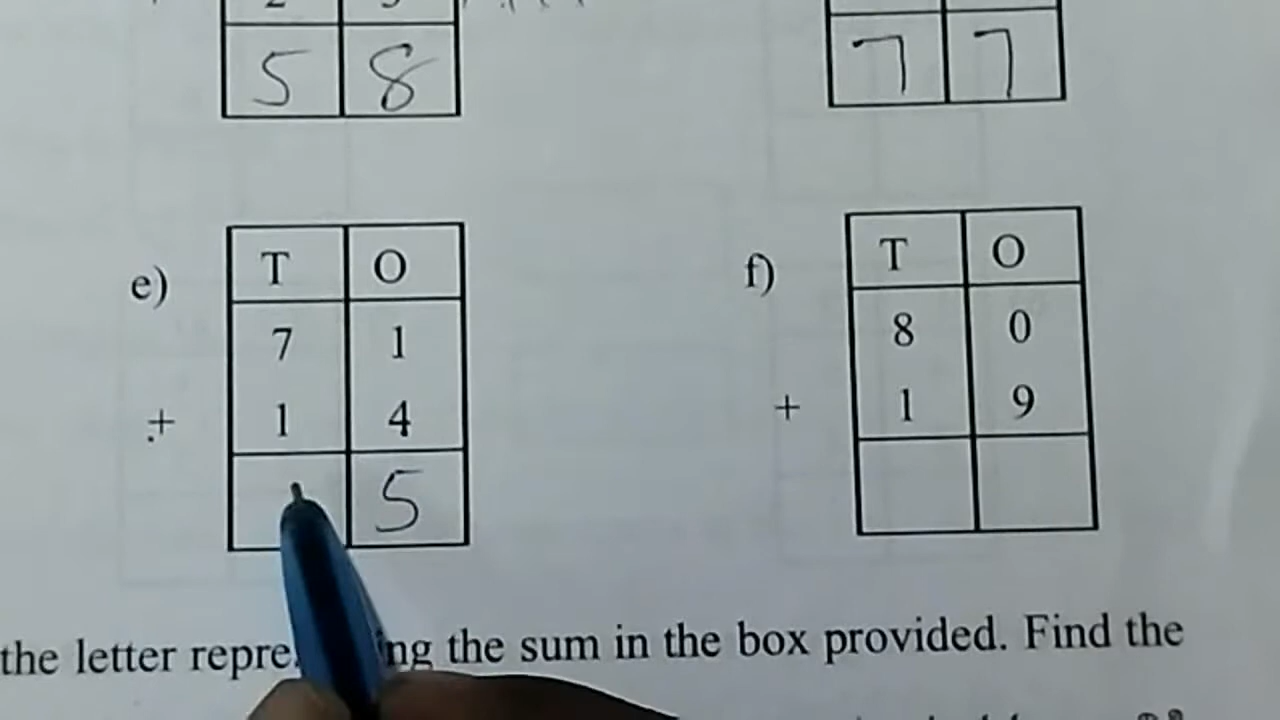 5 8
7 7
e) T O
7 1
+ 1 4
5
f) T O
8 0
+ 1 9
the letter repre ng the sum in the box provided. Find the